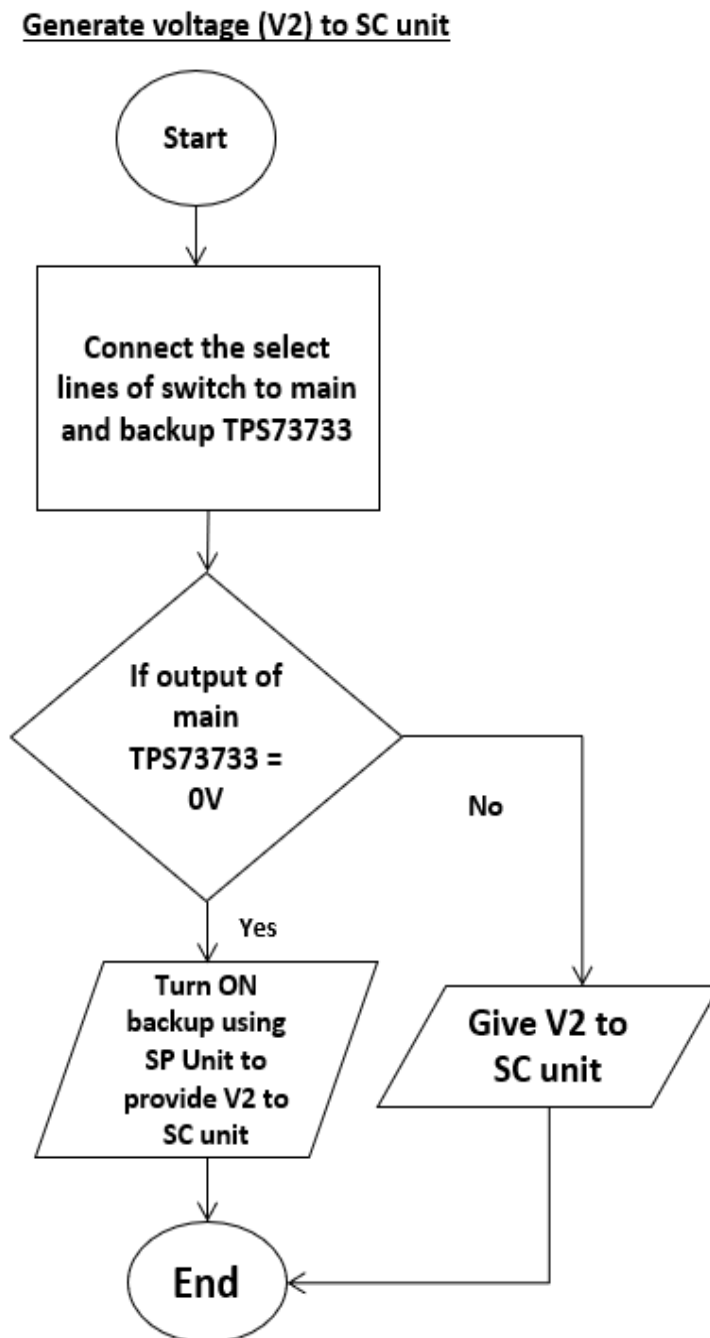 Generate voltage (V2) to SC unit
Start
Connect the select
lines of switch to main
and backup TPS73733
If output of
main
TPS73733 =
0V
No
Yes
Turn ON
backup using
SP Unit to
provide V2 to
SC unit
Give V2 to
SC unit
End